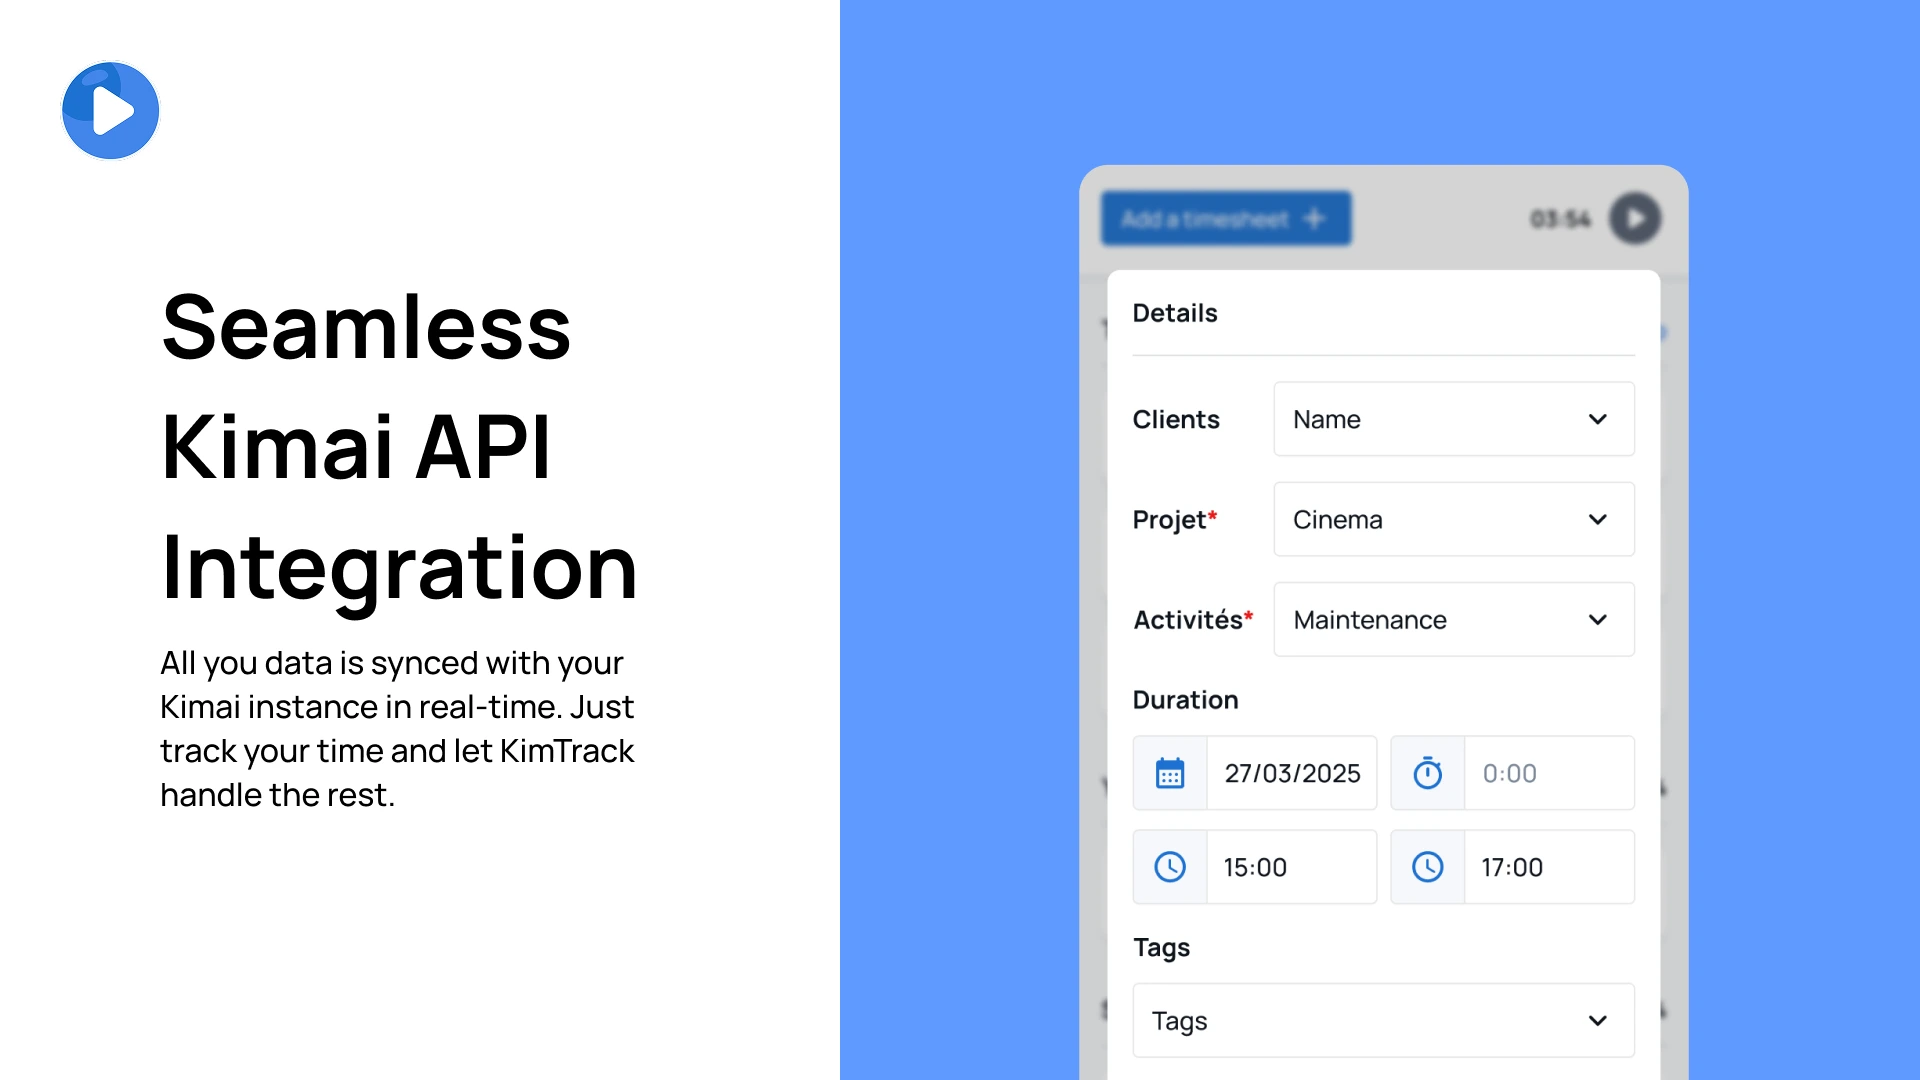 Seamless
Kimai API
Integration
All you data is synced with your
Kimai instance in real-time. Just
track your time and let KimTrack
handle the rest.
Add a timesheet
03:54
Details
Clients
Name
Projet*
Cinema
Activités*
Maintenance
Duration
27/03/2025
0:00
15:00
17:00
Tags
Tags